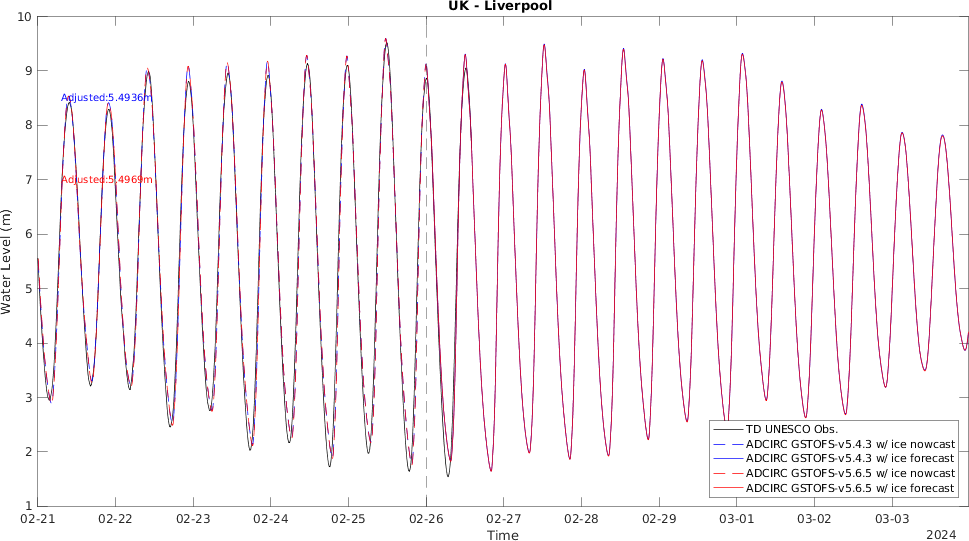 UK - Liverpool
10
9
8
7
6
5
4
3
2
1
Water Level (m)
Adjusted:5.4936m
Adjusted:5.4969m
TD UNESCO Obs.
ADCIRC GSTOFS-v5.4.3 w/ ice nowcast
ADCIRC GSTOFS-v5.4.3 w/ ice forecast
ADCIRC GSTOFS-v5.6.5 w/ ice nowcast
ADCIRC GSTOFS-v5.6.5 w/ ice forecast
02-21 02-22 02-23 02-24 02-25 02-26 02-27 02-28 02-29 03-01 03-02 03-03
Time
2024